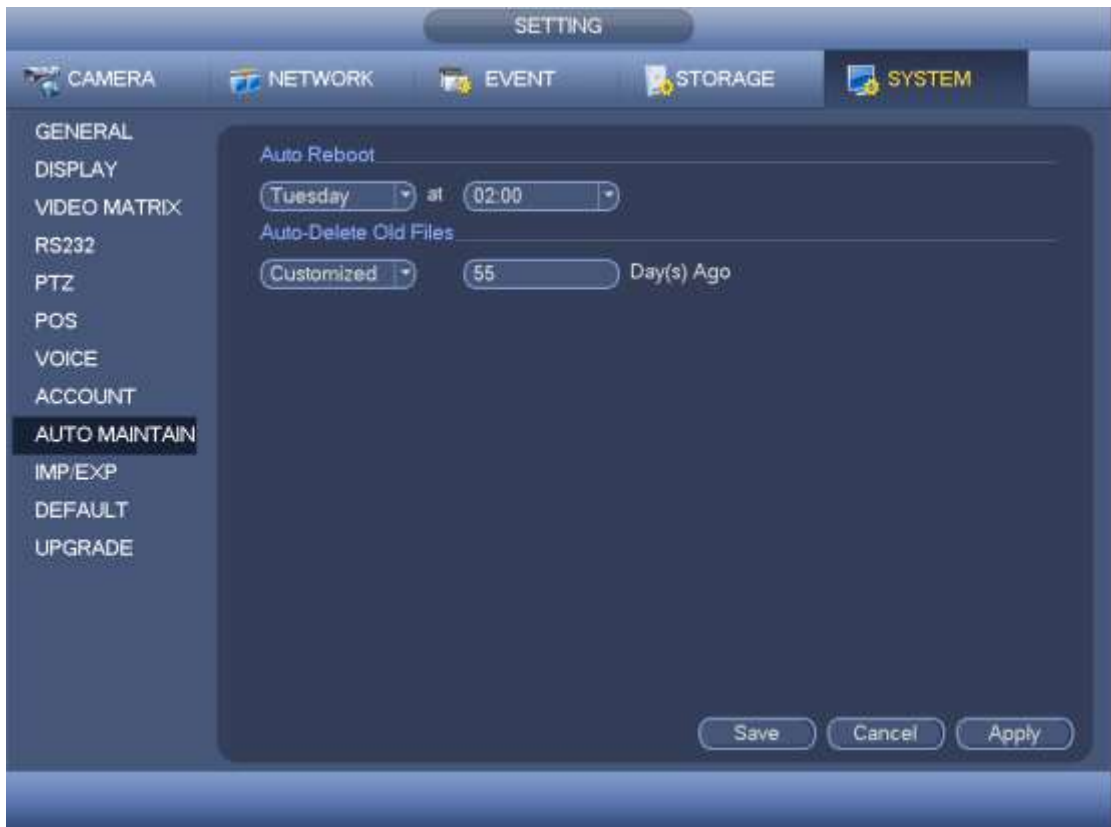 SETTING
CAMERA NETWORK EVENT STORAGE SYSTEM
GENERAL
DISPLAY
VIDEO MATRIX
RS232
PTZ
POS
VOICE
ACCOUNT
AUTO MAINTAIN
IMP/EXP
DEFAULT
UPGRADE
Auto Reboot
Tuesday at 02:00
Auto-Delete Old Files
Customized 55 Day(s) Ago
Save Cancel Apply